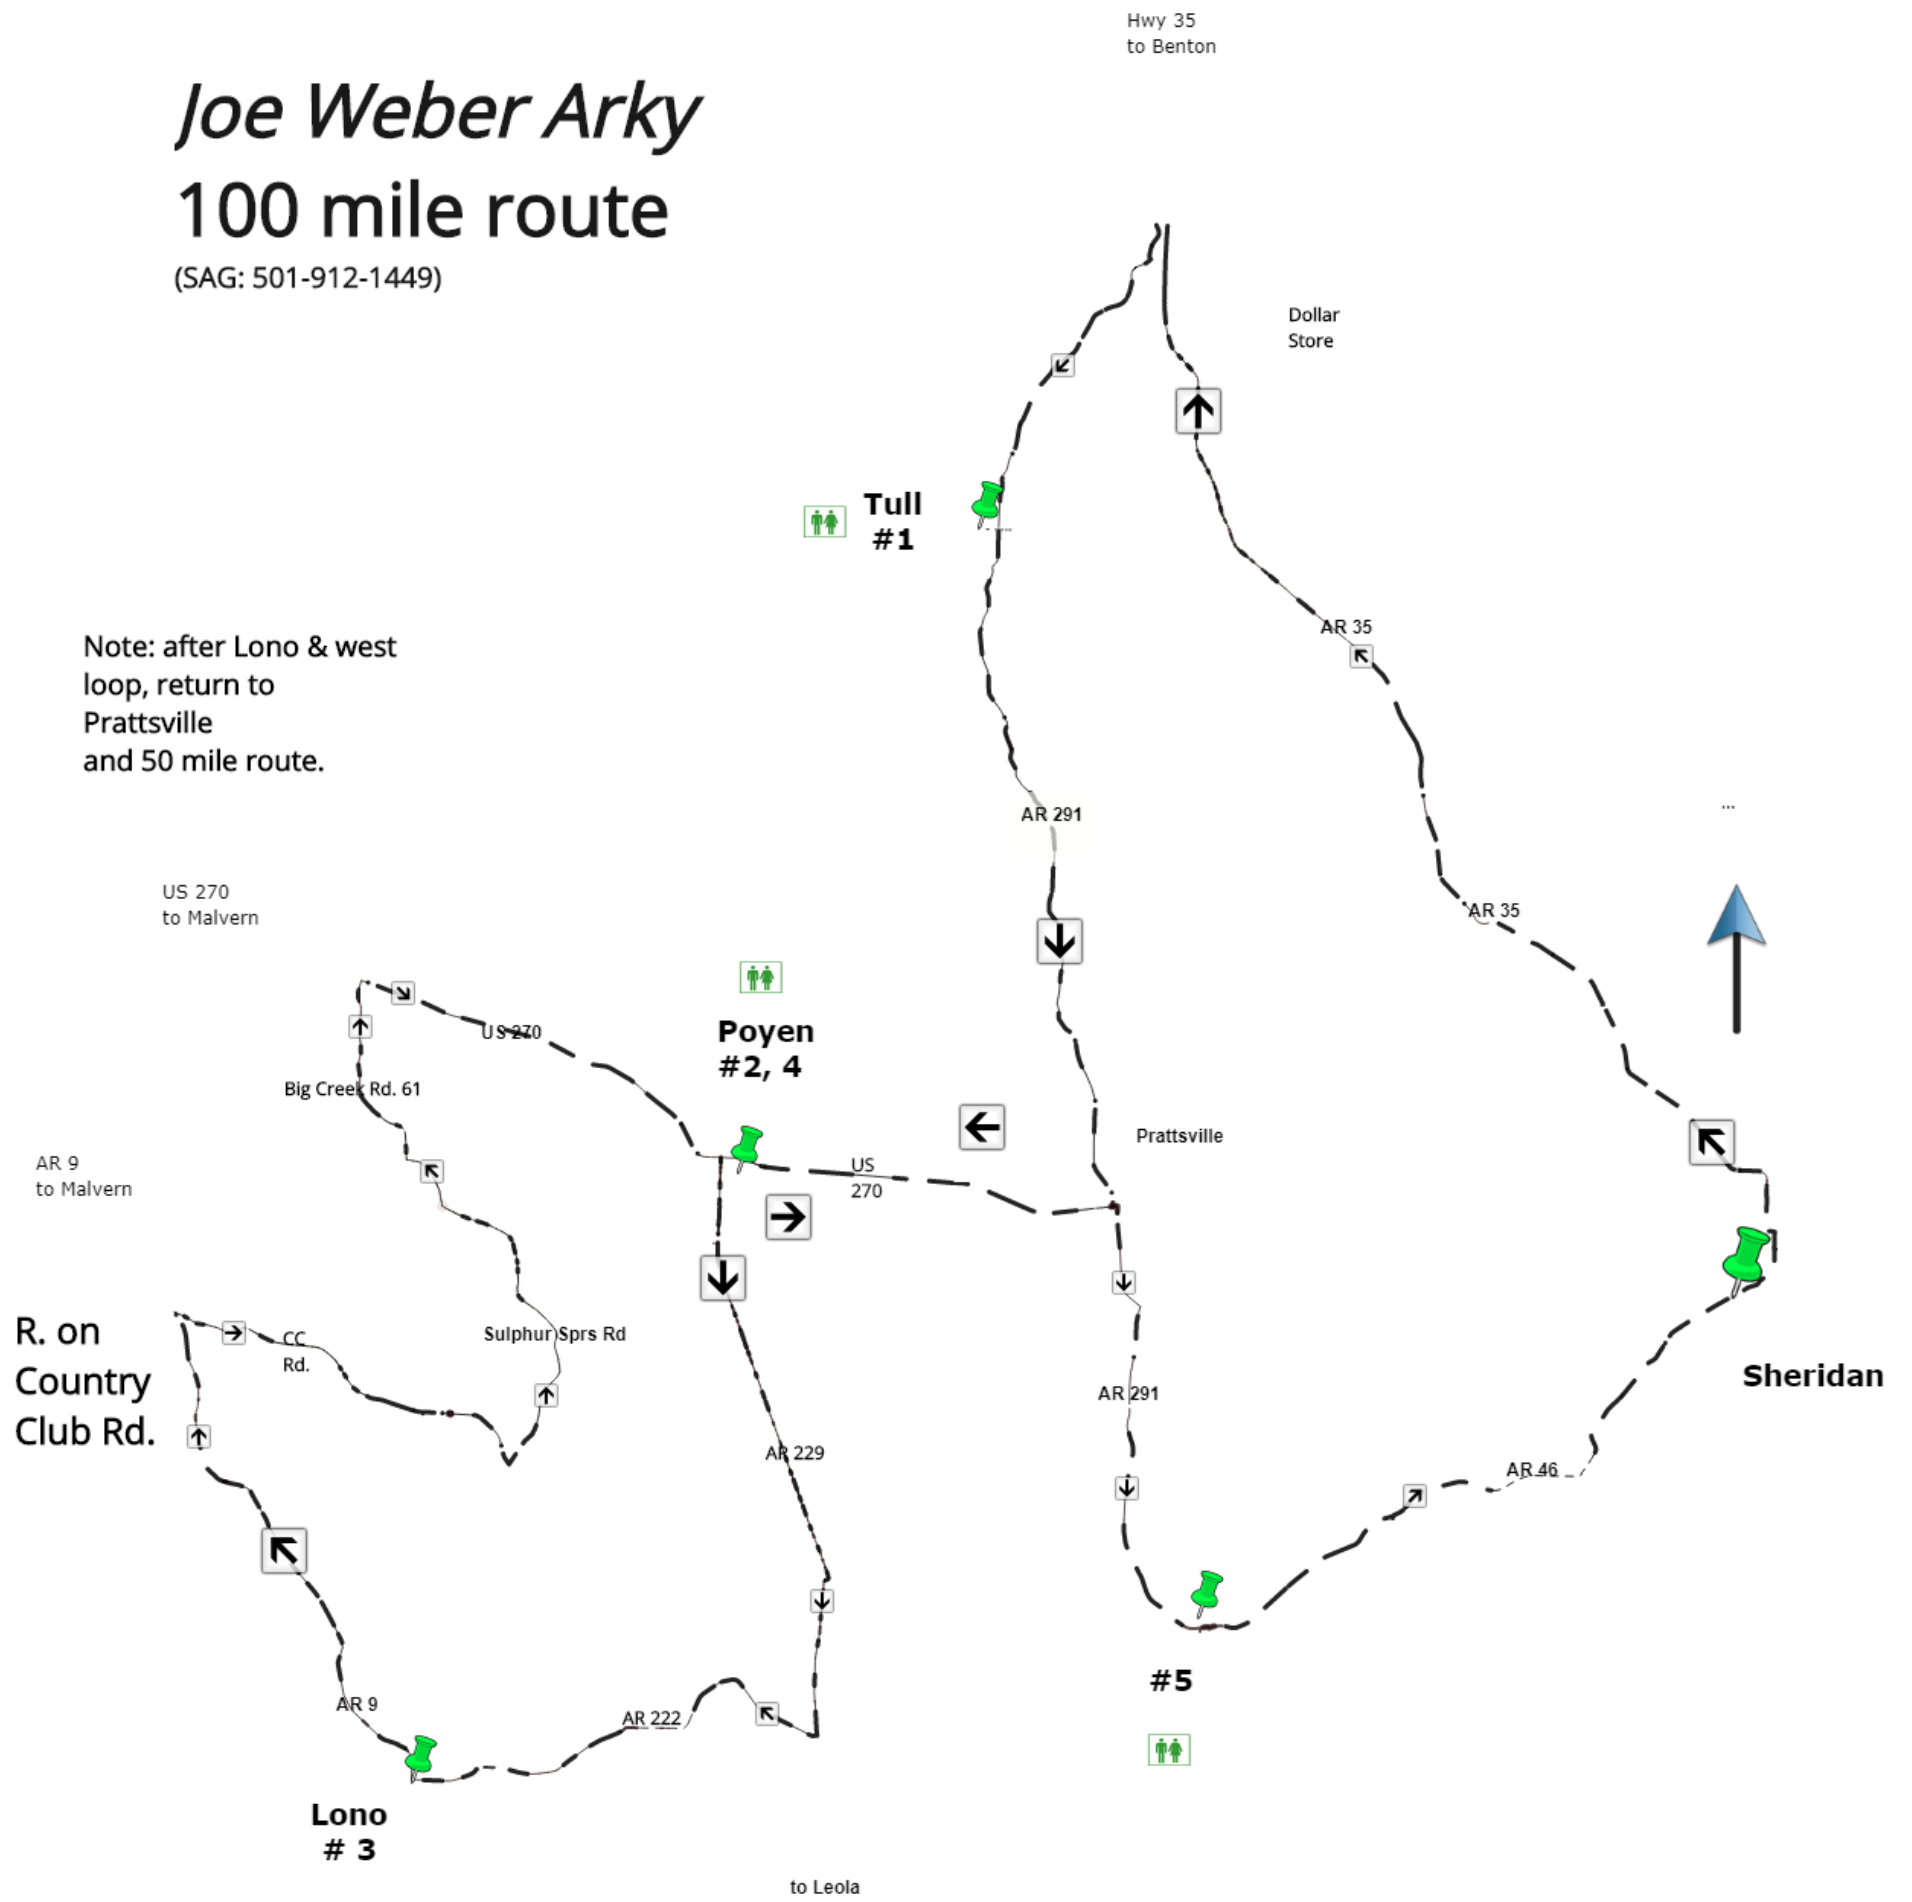 Hwy 35
to Benton
Joe Weber Arky
100 mile route
(SAG: 501-912-1449)
Dollar
Store
Tull
#1
AR 35
Note: after Lono & west
loop, return to
Prattsville
and 50 mile route.
...
AR 291
US 270
to Malvern
AR 35
Poyen
#2, 4
US 270
Big Creek Rd. 61
Prattsville
AR 9
to Malvern
US
270
R. on
Country
Club Rd.
CC
Rd.
Sulphur Sprs Rd
Sheridan
AR 291
AR 229
AR 46
#5
AR 9
AR 222
Lono
# 3
to Leola